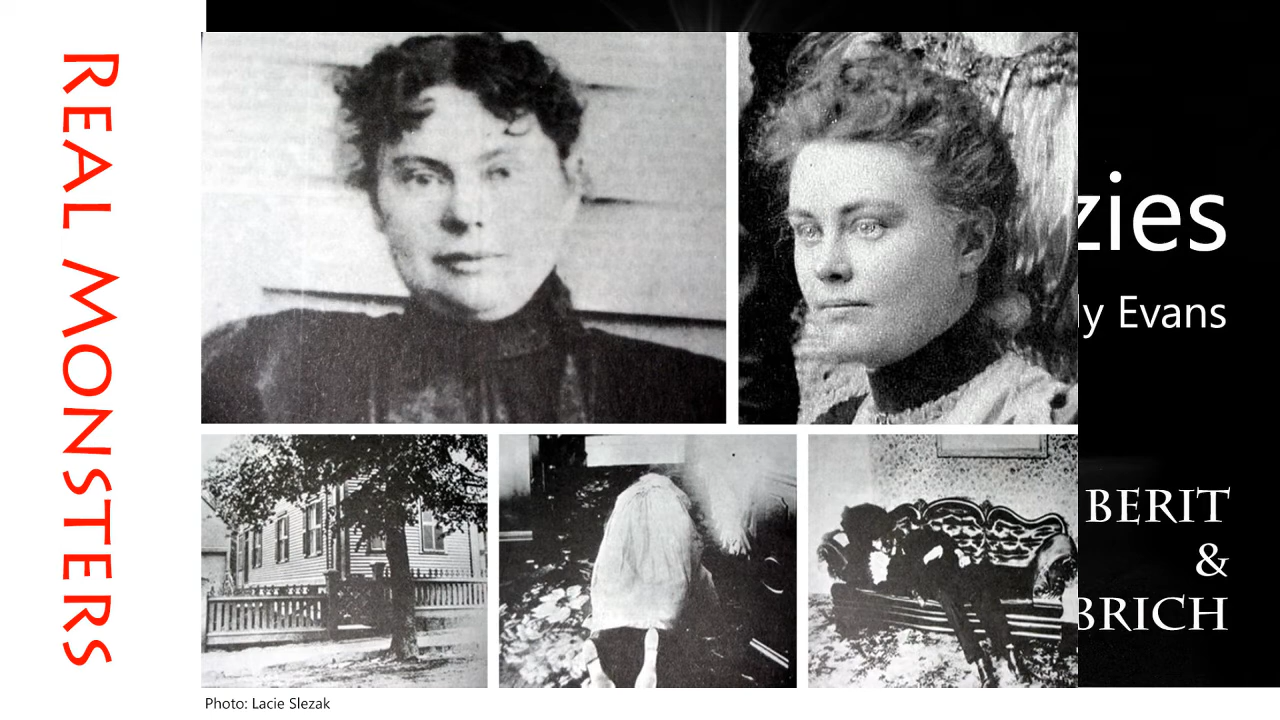 REAL MONSTERS
zies
y Evans
BERIT
&
BRICH
Photo: Lacie Slezak